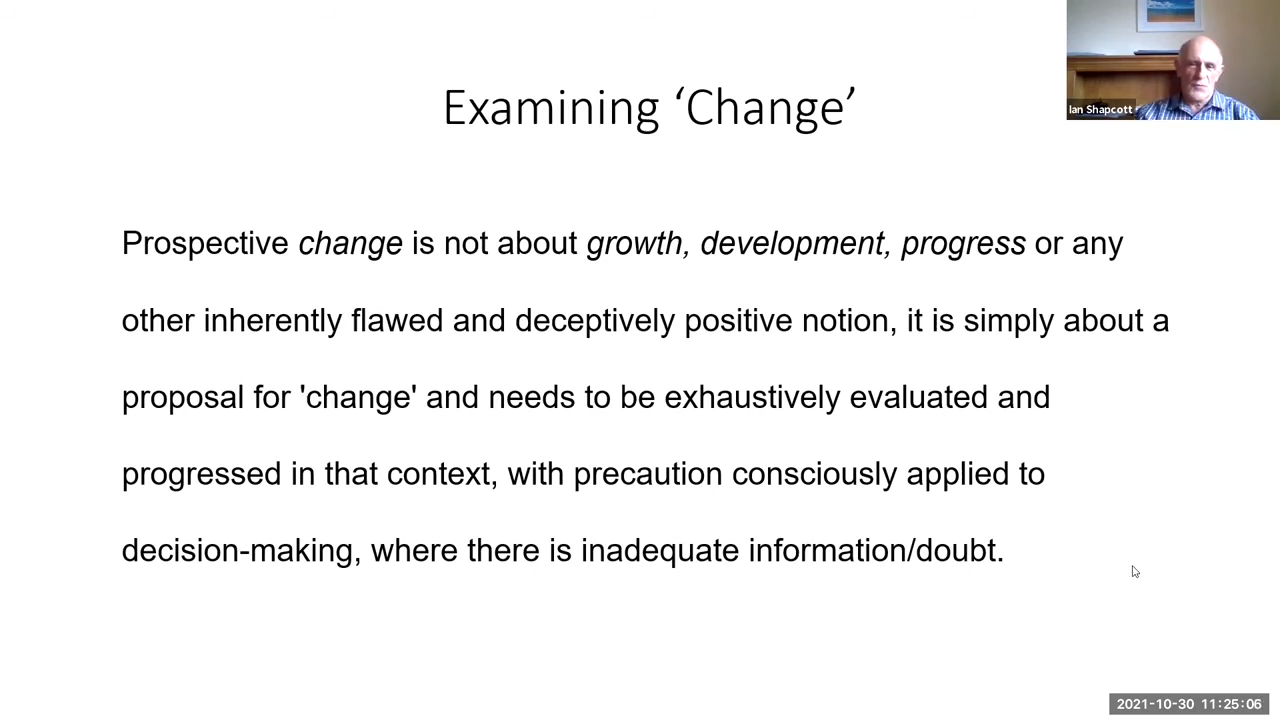 Examining ‘Change’
Ian Shapcott
Prospective change is not about growth, development, progress or any
other inherently flawed and deceptively positive notion, it is simply about a
proposal for 'change' and needs to be exhaustively evaluated and
progressed in that context, with precaution consciously applied to
decision-making, where there is inadequate information/doubt.
2021-10-30 11:25:06